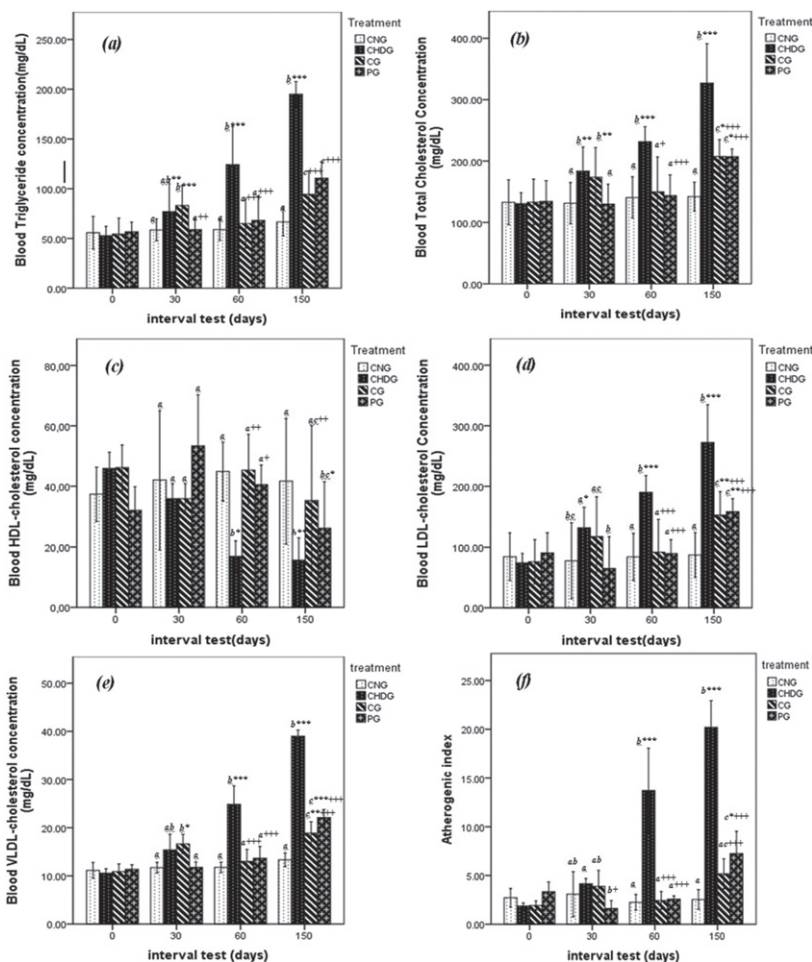 (a)
Treatment
CNG
CHDG
CG
PG
Blood Triglyceride concentration(mg/dL)
250.00
200.00
150.00
100.00
50.00
0.00
0 30 60 150
interval test (days)
(b)
Treatment
CNG
CHDG
CG
PG
Blood Total Cholesterol Concentration
(mg/dL)
400.00
300.00
200.00
100.00
0.00
0 30 60 150
interval test(days)
(c)
Treatment
CNG
CHDG
CG
PG
Blood HDL-cholesterol concentration
(mg/dL)
80,00
60,00
40,00
20,00
0,00
0 30 60 150
interval test(days)
(d)
Treatment
CNG
CHDG
CG
PG
Blood LDL-cholesterol Concentration
(mg/dL)
400.00
300.00
200.00
100.00
0.00
0 30 60 150
interval test(days)
(e)
treatment
CNG
CHDG
CG
PG
Blood VLDL-cholesterol concentration
(mg/dL)
50.00
40.00
30.00
20.00
10.00
0.00
0 30 60 150
interval test (days)
(f)
treatment
CNG
CHDG
CG
PG
Atherogenic index
25.00
20.00
15.00
10.00
5.00
0.00
0 30 60 150
interval test (days)